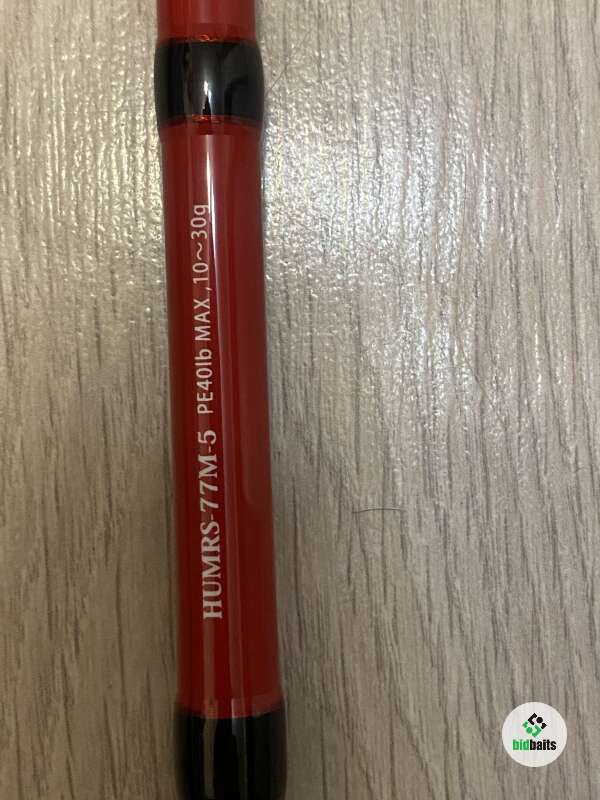 HUMRS-77M-5 PE40lb MAX.,10～30g
bidbaits